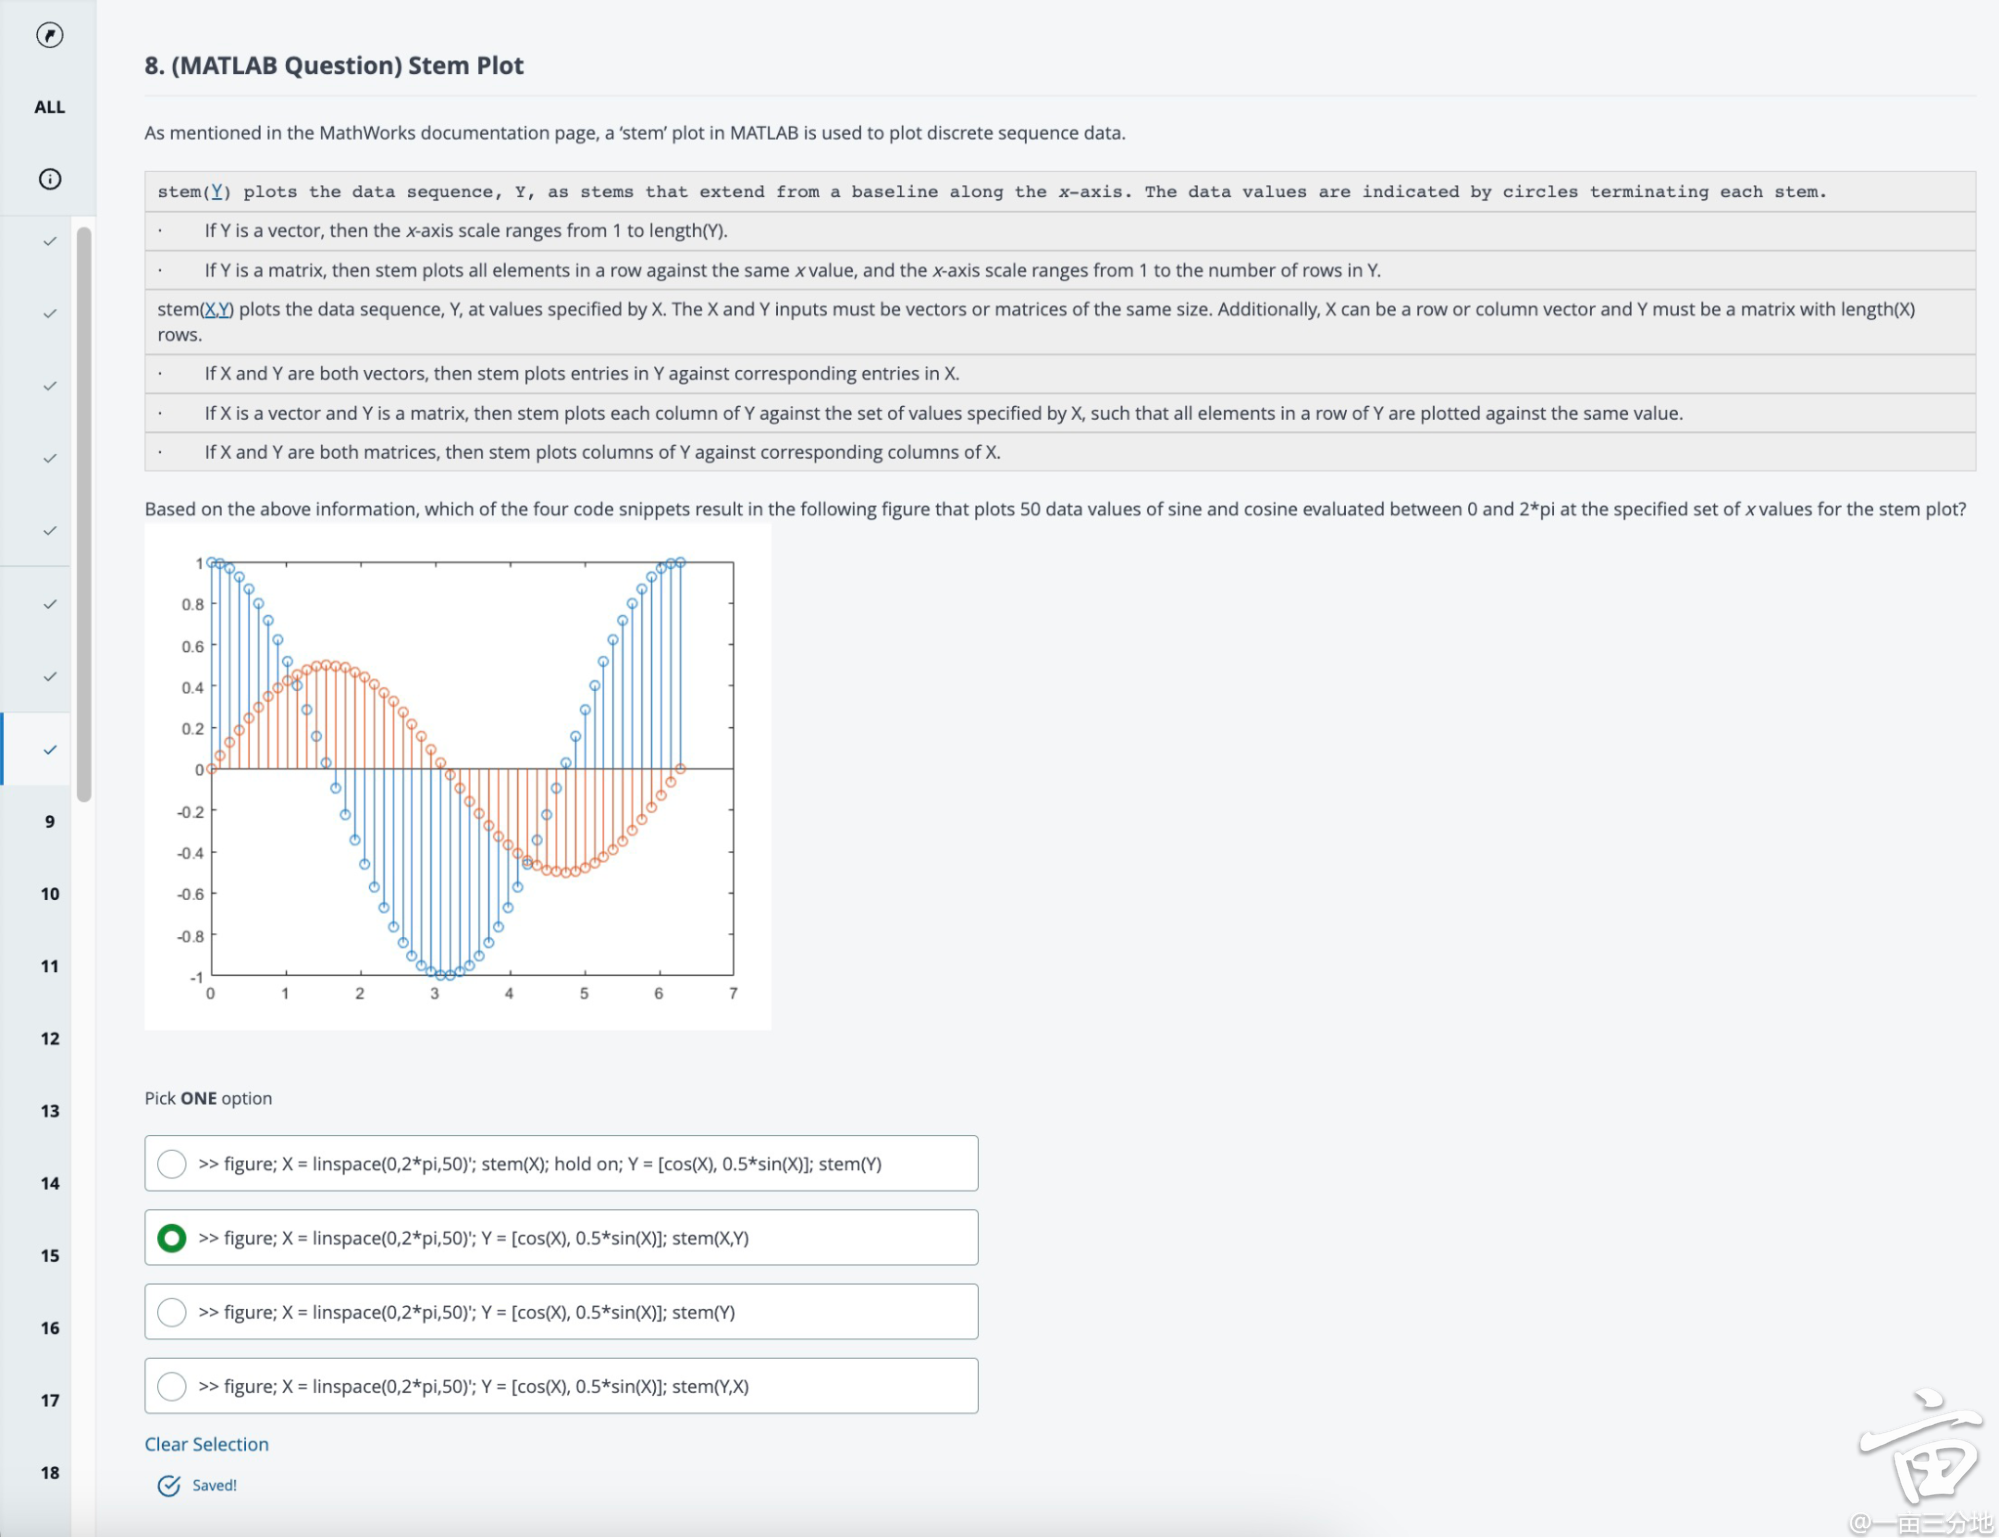 ALL
9
10
11
12
13
14
15
16
17
18
8. (MATLAB Question) Stem Plot
As mentioned in the MathWorks documentation page, a ‘stem’ plot in MATLAB is used to plot discrete sequence data.
stem(Y) plots the data sequence, Y, as stems that extend from a baseline along the x-axis. The data values are indicated by circles terminating each stem.
· If Y is a vector, then the x-axis scale ranges from 1 to length(Y).
· If Y is a matrix, then stem plots all elements in a row against the same x value, and the x-axis scale ranges from 1 to the number of rows in Y.
stem(X,Y) plots the data sequence, Y, at values specified by X. The X and Y inputs must be vectors or matrices of the same size. Additionally, X can be a row or column vector and Y must be a matrix with length(X)
rows.
· If X and Y are both vectors, then stem plots entries in Y against corresponding entries in X.
· If X is a vector and Y is a matrix, then stem plots each column of Y against the set of values specified by X, such that all elements in a row of Y are plotted against the same value.
· If X and Y are both matrices, then stem plots columns of Y against corresponding columns of X.
Based on the above information, which of the four code snippets result in the following figure that plots 50 data values of sine and cosine evaluated between 0 and 2*pi at the specified set of x values for the stem plot?
1
0.8
0.6
0.4
0.2
0
-0.2
-0.4
-0.6
-0.8
-1
0 1 2 3 4 5 6 7
Pick ONE option
>> figure; X = linspace(0,2*pi,50)'; stem(X); hold on; Y = [cos(X), 0.5*sin(X)]; stem(Y)
>> figure; X = linspace(0,2*pi,50)'; Y = [cos(X), 0.5*sin(X)]; stem(X,Y)
>> figure; X = linspace(0,2*pi,50)'; Y = [cos(X), 0.5*sin(X)]; stem(Y)
>> figure; X = linspace(0,2*pi,50)'; Y = [cos(X), 0.5*sin(X)]; stem(Y,X)
Clear Selection
Saved!
亩
@一亩三分地